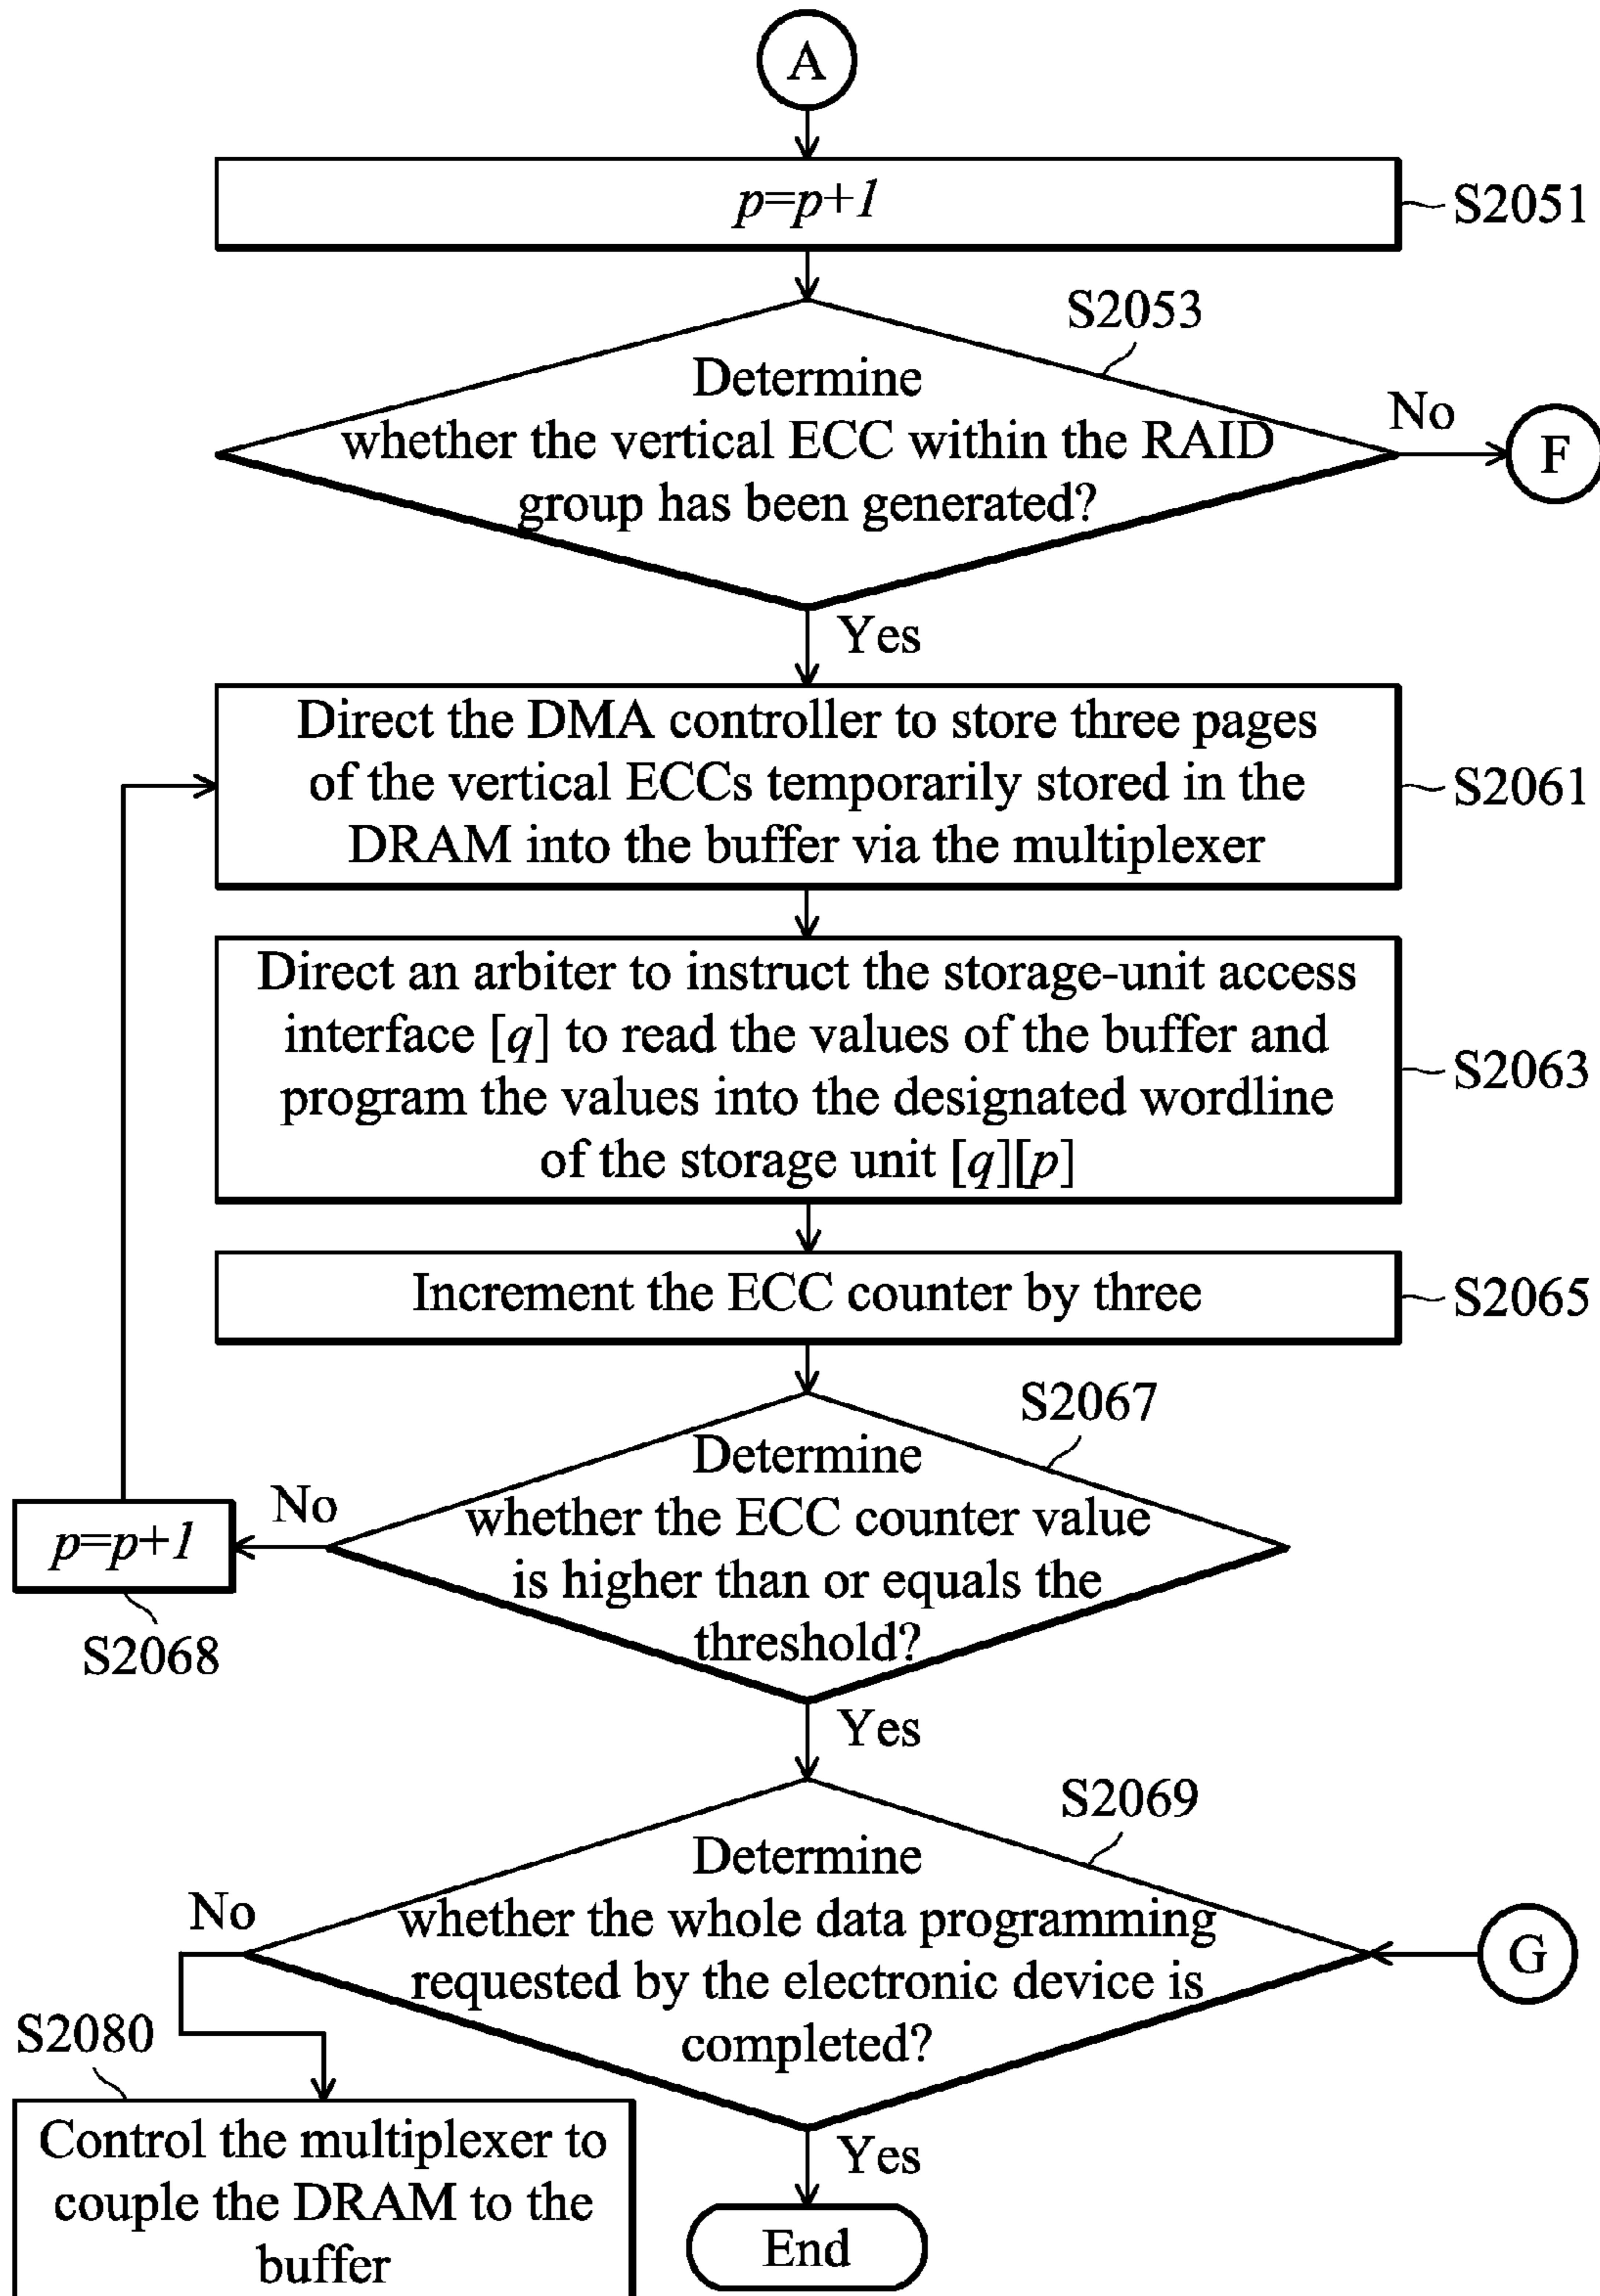 A
p=p+1
S2051
S2053
Determine
whether the vertical ECC within the RAID
group has been generated?
No
F
Yes
Direct the DMA controller to store three pages
of the vertical ECCs temporarily stored in the
DRAM into the buffer via the multiplexer
S2061
Direct an arbiter to instruct the storage-unit access
interface [q] to read the values of the buffer and
program the values into the designated wordline
of the storage unit [q][p]
S2063
Increment the ECC counter by three
S2065
S2067
Determine
whether the ECC counter value
is higher than or equals the
threshold?
No
p=p+1
S2068
Yes
S2069
Determine
whether the whole data programming
requested by the electronic device is
completed?
G
No
S2080
Control the multiplexer to
couple the DRAM to the
buffer
Yes
End